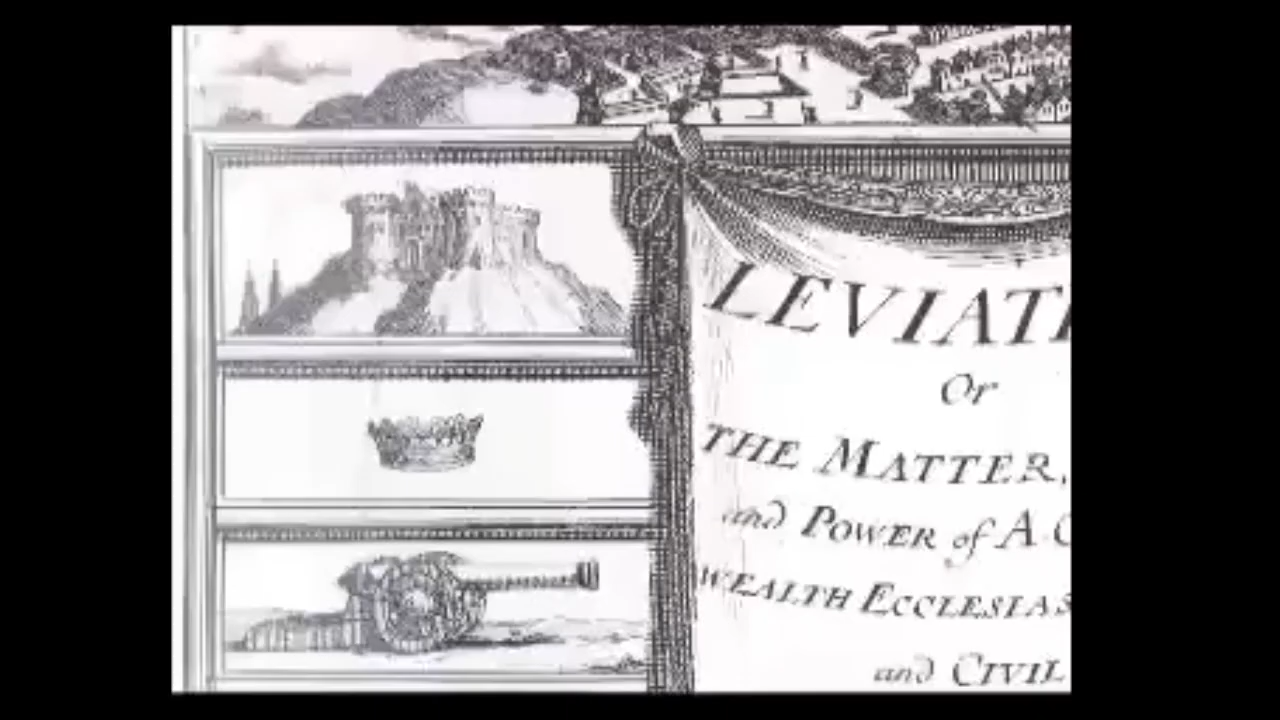 LEVIAT
Or
THE MATTER,
and POWER of A C
WEALTH ECCLESIAS
and CIVIL